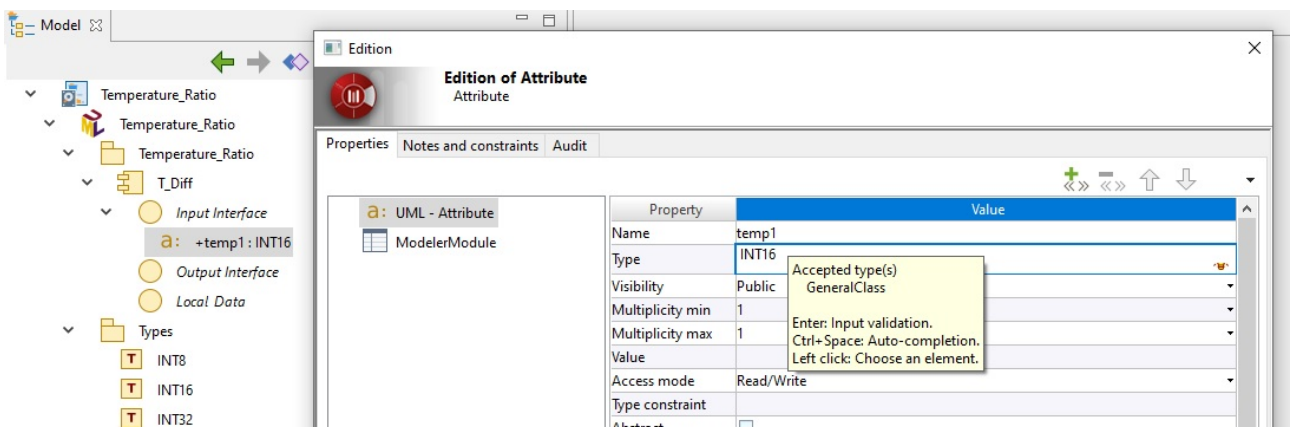 Model
Temperature_Ratio
Temperature_Ratio
Temperature_Ratio
T_Diff
Input Interface
a: +temp1 : INT16
Output Interface
Local Data
Types
T INT8
T INT16
T INT32
Edition
Edition of Attribute
Attribute
Properties Notes and constraints Audit
a: UML - Attribute
ModelerModule
Property Value
Name temp1
Type INT16
Visibility Public
Multiplicity min 1
Multiplicity max 1
Value
Access mode Read/Write
Type constraint
Abstract
Accepted type(s)
GeneralClass
Enter: Input validation.
Ctrl+Space: Auto-completion.
Left click: Choose an element.